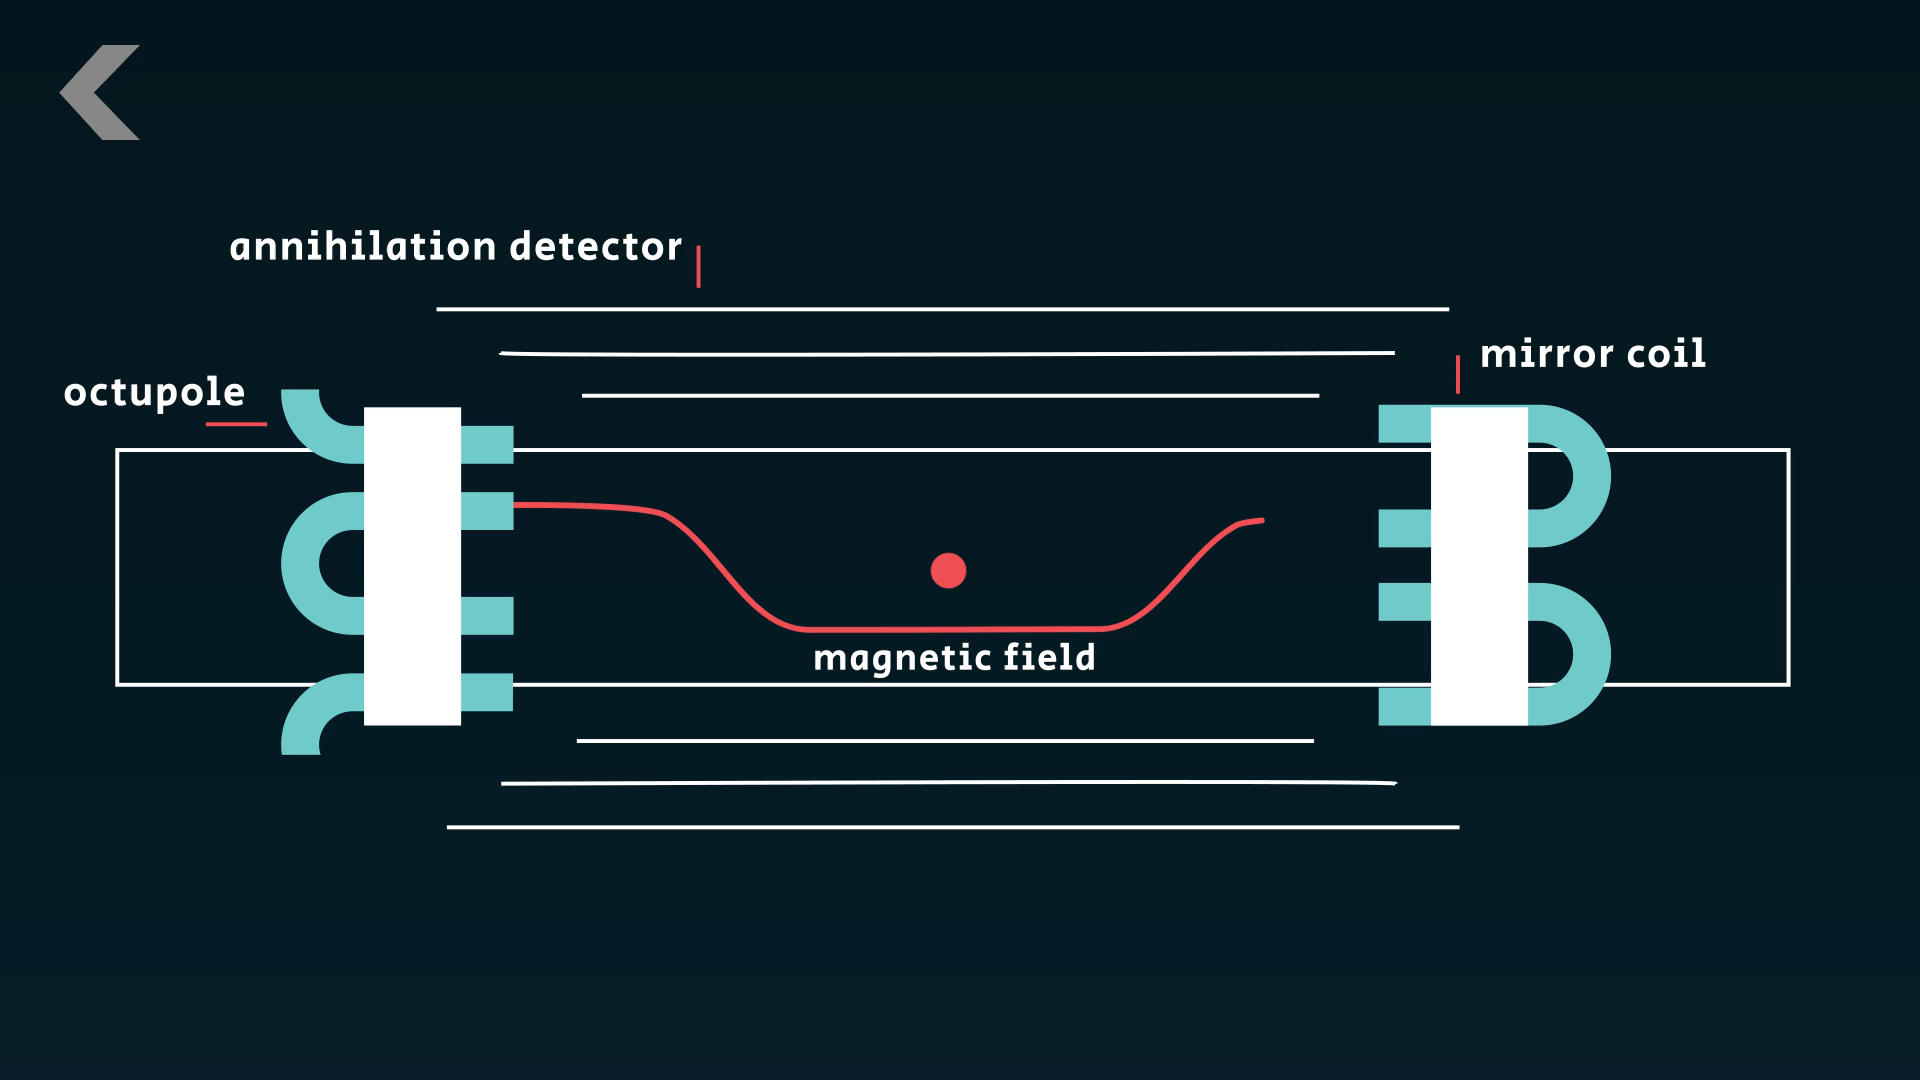 annihilation detector
mirror coil
octupole
magnetic field